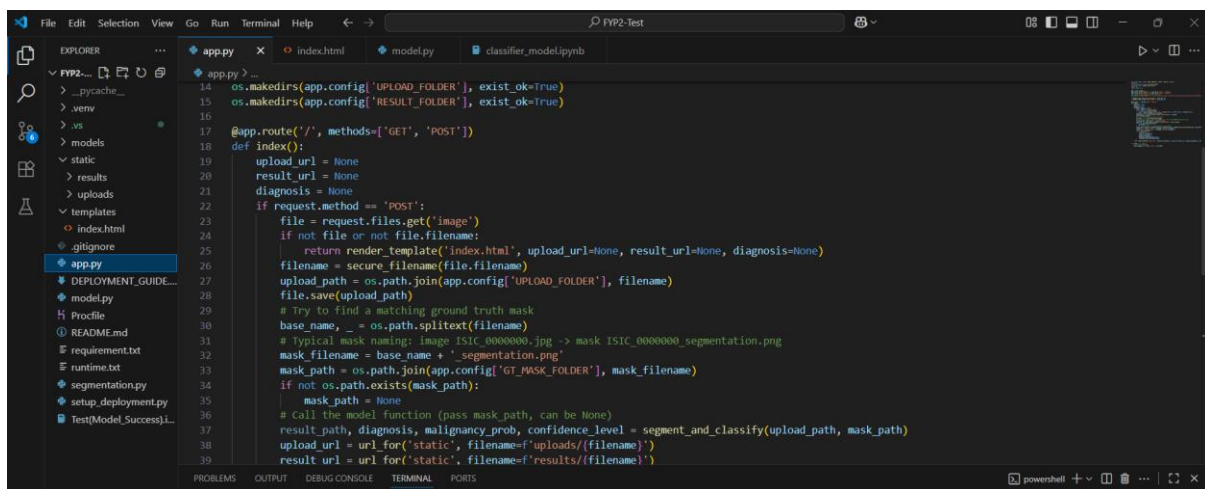 File Edit Selection View Go Run Terminal Help
FYP2-Test
EXPLORER
FYP2-...
__pycache__
.venv
.vs
models
static
results
uploads
templates
index.html
.gitignore
app.py
DEPLOYMENT_GUIDE....
model.py
Procfile
README.md
requirement.txt
runtime.txt
segmentation.py
setup_deployment.py
Test(Model_Success).i...
6
app.py index.html model.py classifier_model.ipynb
app.py > ...
14 os.makedirs(app.config['UPLOAD_FOLDER'], exist_ok=True)
15 os.makedirs(app.config['RESULT_FOLDER'], exist_ok=True)
16
17 @app.route('/', methods=['GET', 'POST'])
18 def index():
19 upload_url = None
20 result_url = None
21 diagnosis = None
22 if request.method == 'POST':
23 file = request.files.get('image')
24 if not file or not file.filename:
25 return render_template('index.html', upload_url=None, result_url=None, diagnosis=None)
26 filename = secure_filename(file.filename)
27 upload_path = os.path.join(app.config['UPLOAD_FOLDER'], filename)
28 file.save(upload_path)
29 # Try to find a matching ground truth mask
30 base_name, _ = os.path.splitext(filename)
31 # Typical mask naming: image ISIC_0000000.jpg -> mask ISIC_0000000_segmentation.png
32 mask_filename = base_name + '_segmentation.png'
33 mask_path = os.path.join(app.config['GT_MASK_FOLDER'], mask_filename)
34 if not os.path.exists(mask_path):
35 mask_path = None
36 # Call the model function (pass mask_path, can be None)
37 result_path, diagnosis, malignancy_prob, confidence_level = segment_and_classify(upload_path, mask_path)
38 upload_url = url_for('static', filename=f'uploads/{filename}')
39 result_url = url_for('static', filename=f'results/{filename}')
PROBLEMS OUTPUT DEBUG CONSOLE TERMINAL PORTS
powershell